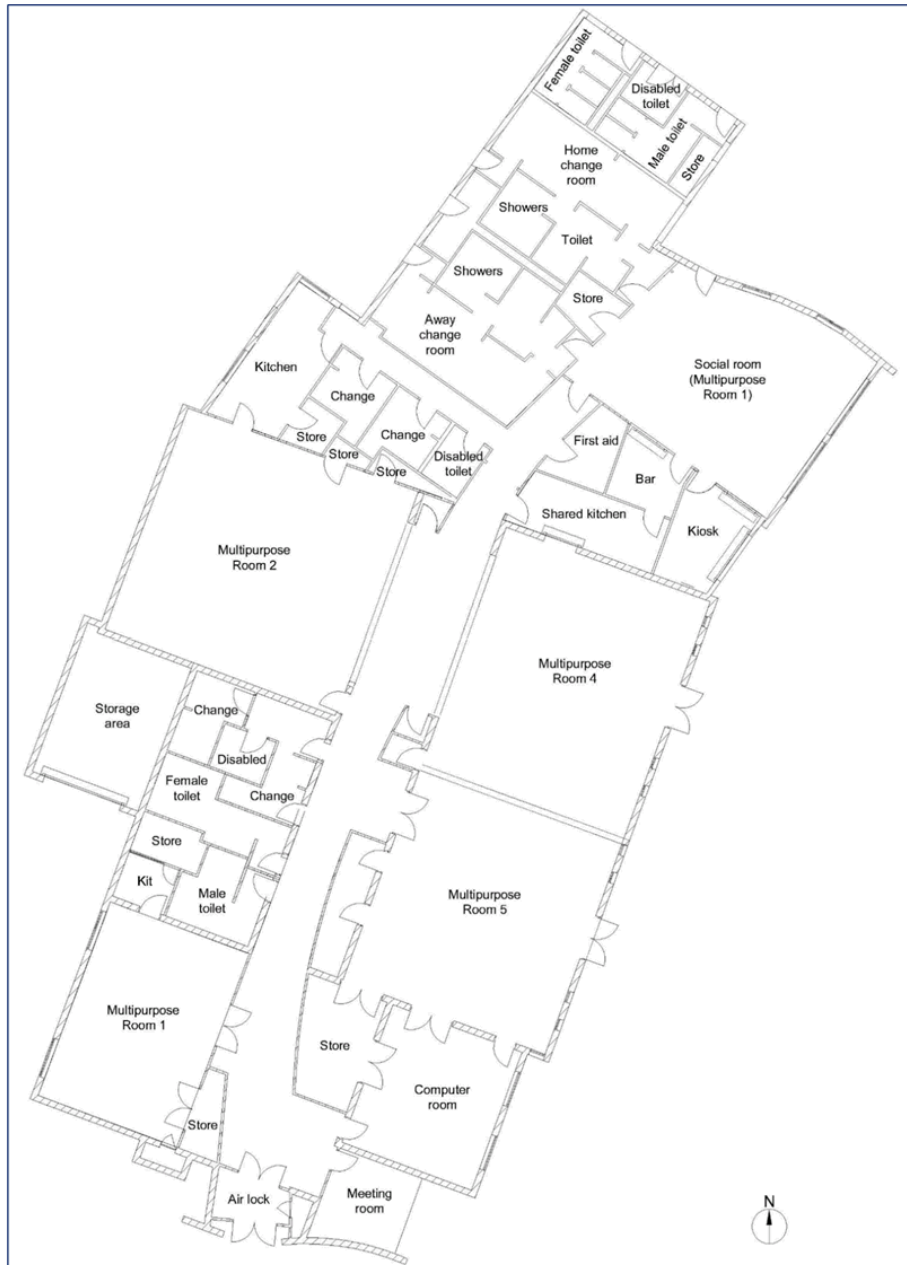 Female toilet
Disabled
toilet
Male toilet
Store
Home
change
room
Showers
Toilet
Showers
Store
Away
change
room
Social room
(Multipurpose
Room 1)
Kitchen
Change
Store
Change
Store
Store
Disabled
toilet
First aid
Bar
Shared kitchen
Kiosk
Multipurpose
Room 2
Multipurpose
Room 4
Storage
area
Change
Disabled
Female
toilet
Change
Store
Kit
Male
toilet
Multipurpose
Room 5
Multipurpose
Room 1
Store
Computer
room
Store
Air lock
Meeting
room
N